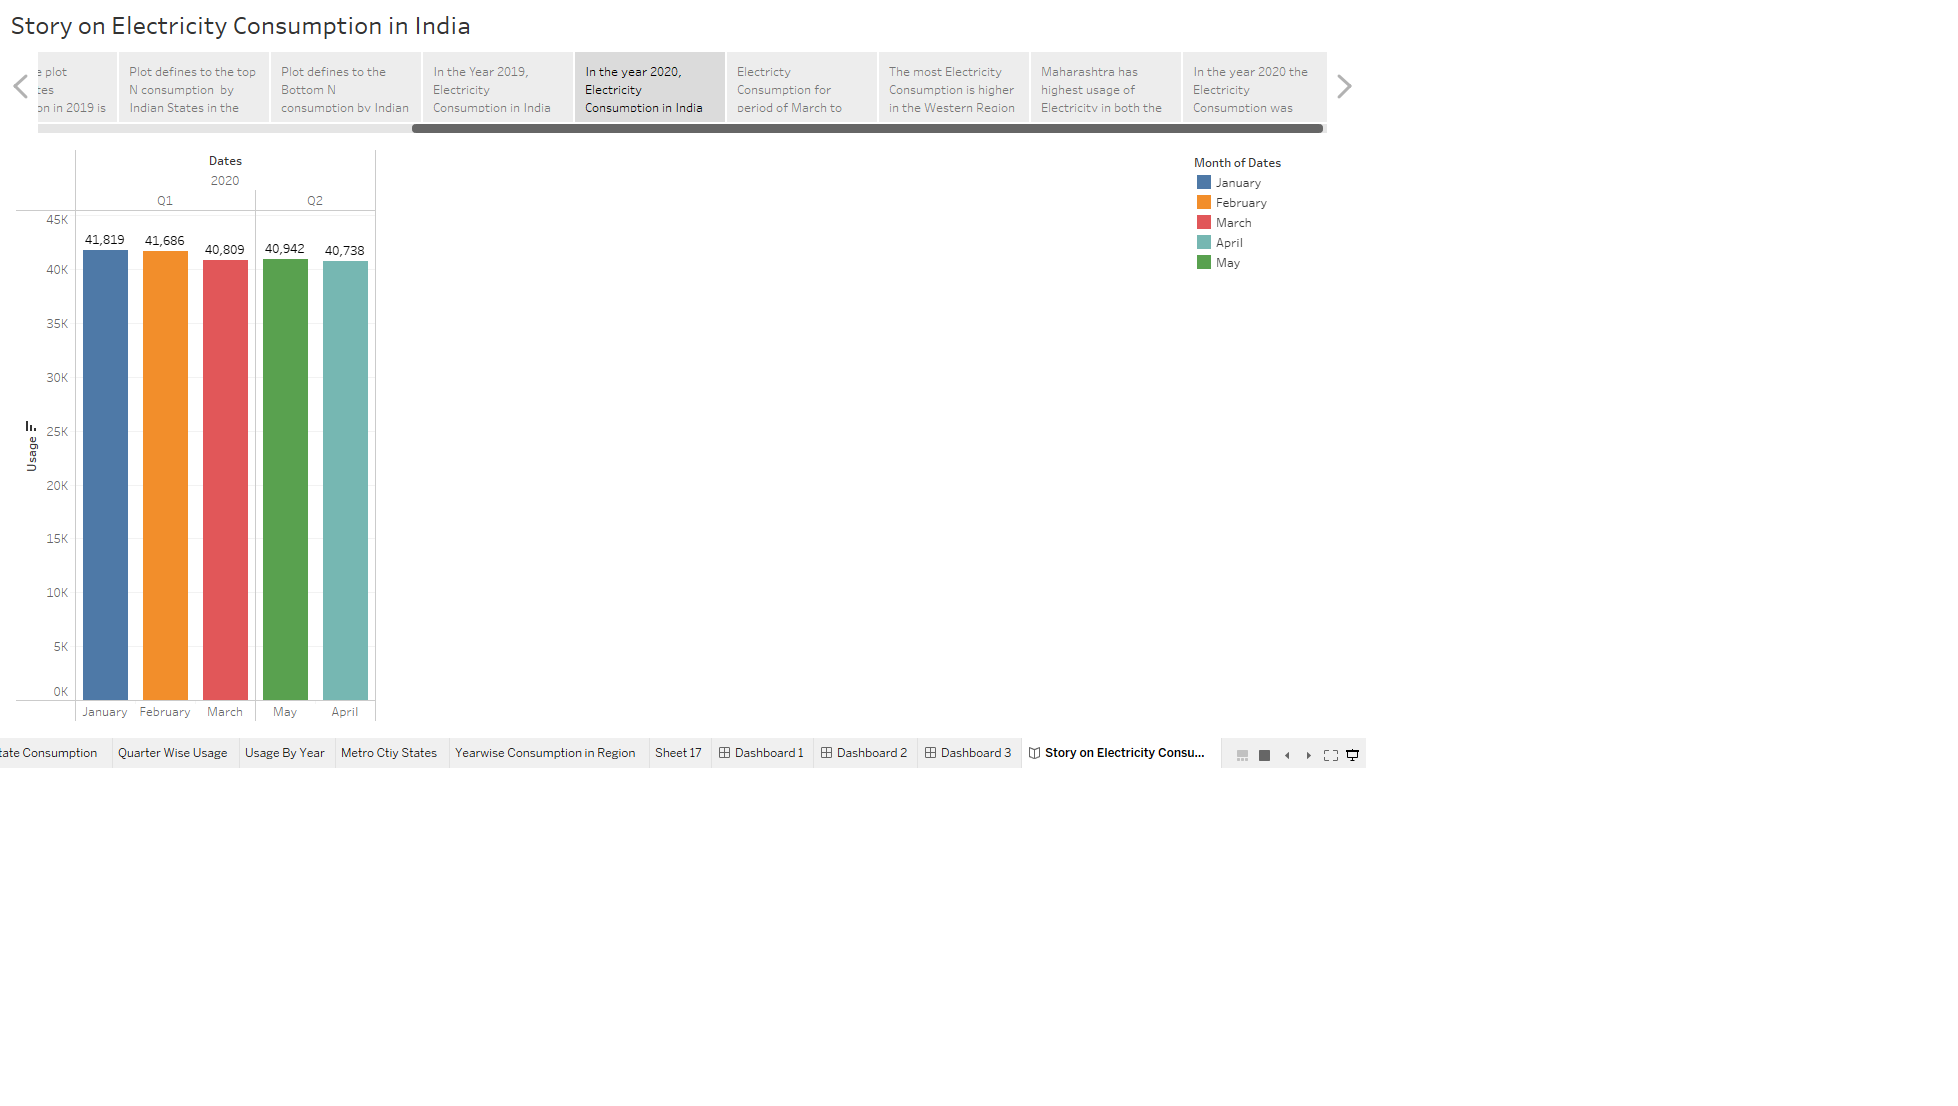 Story on Electricity Consumption in India
e plot
ces
on in 2019 is
Plot defines to the top
N consumption by
Indian States in the
Plot defines to the
Bottom N
consumption by Indian
In the Year 2019,
Electricity
Consumption in India
In the year 2020,
Electricity
Consumption in India
Electricty
Consumption for
period of March to
The most Electricity
Consumption is higher
in the Western Region
Maharashtra has
highest usage of
Electricity in both the
In the year 2020 the
Electricity
Consumption was
Dates
2020
Q1 Q2
45K
40K
35K
30K
25K
20K
15K
10K
5K
0K
Usage
41,819 41,686 40,809 40,942 40,738
January February March May April
Month of Dates
January
February
March
April
May
tate Consumption Quarter Wise Usage Usage By Year Metro Ctiy States Yearwise Consumption in Region Sheet 17 Dashboard 1 Dashboard 2 Dashboard 3 Story on Electricity Consu...